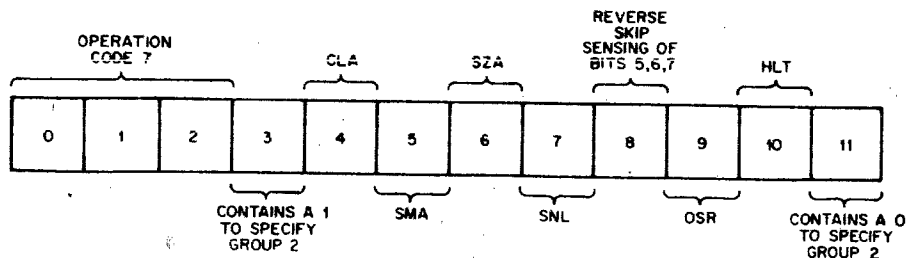 OPERATION
CODE 7
CLA
SZA
REVERSE
SKIP
SENSING OF
BITS 5,6,7
HLT
0 1 2 3 4 5 6 7 8 9 10 11
CONTAINS A 1
TO SPECIFY
GROUP 2
SMA
SNL
OSR
CONTAINS A 0
TO SPECIFY
GROUP 2